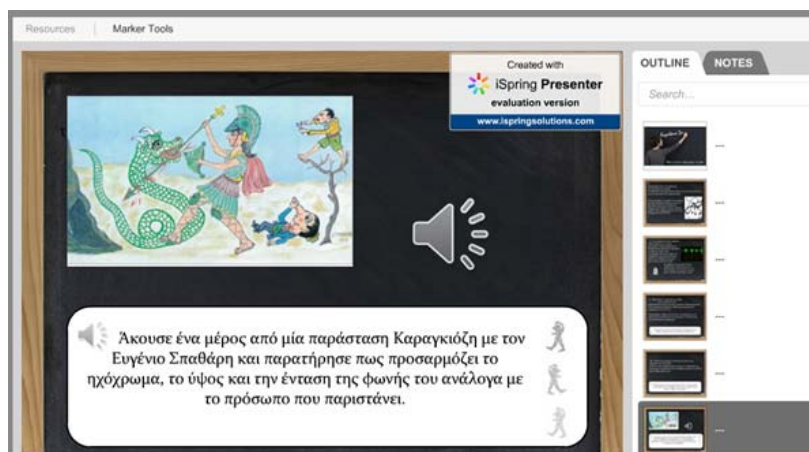 Resources | Marker Tools
Created with
iSpring Presenter
evaluation version
www.ispringsolutions.com
OUTLINE NOTES
Search...
...
...
...
...
...
...
Άκουσε ένα μέρος από μία παράσταση Καραγκιόζη με τον
Ευγένιο Σπαθάρη και παρατήρησε πως προσαρμόζει το
ηχόχρωμα, το ύψος και την ένταση της φωνής του ανάλογα με
το πρόσωπο που παριστάνει.